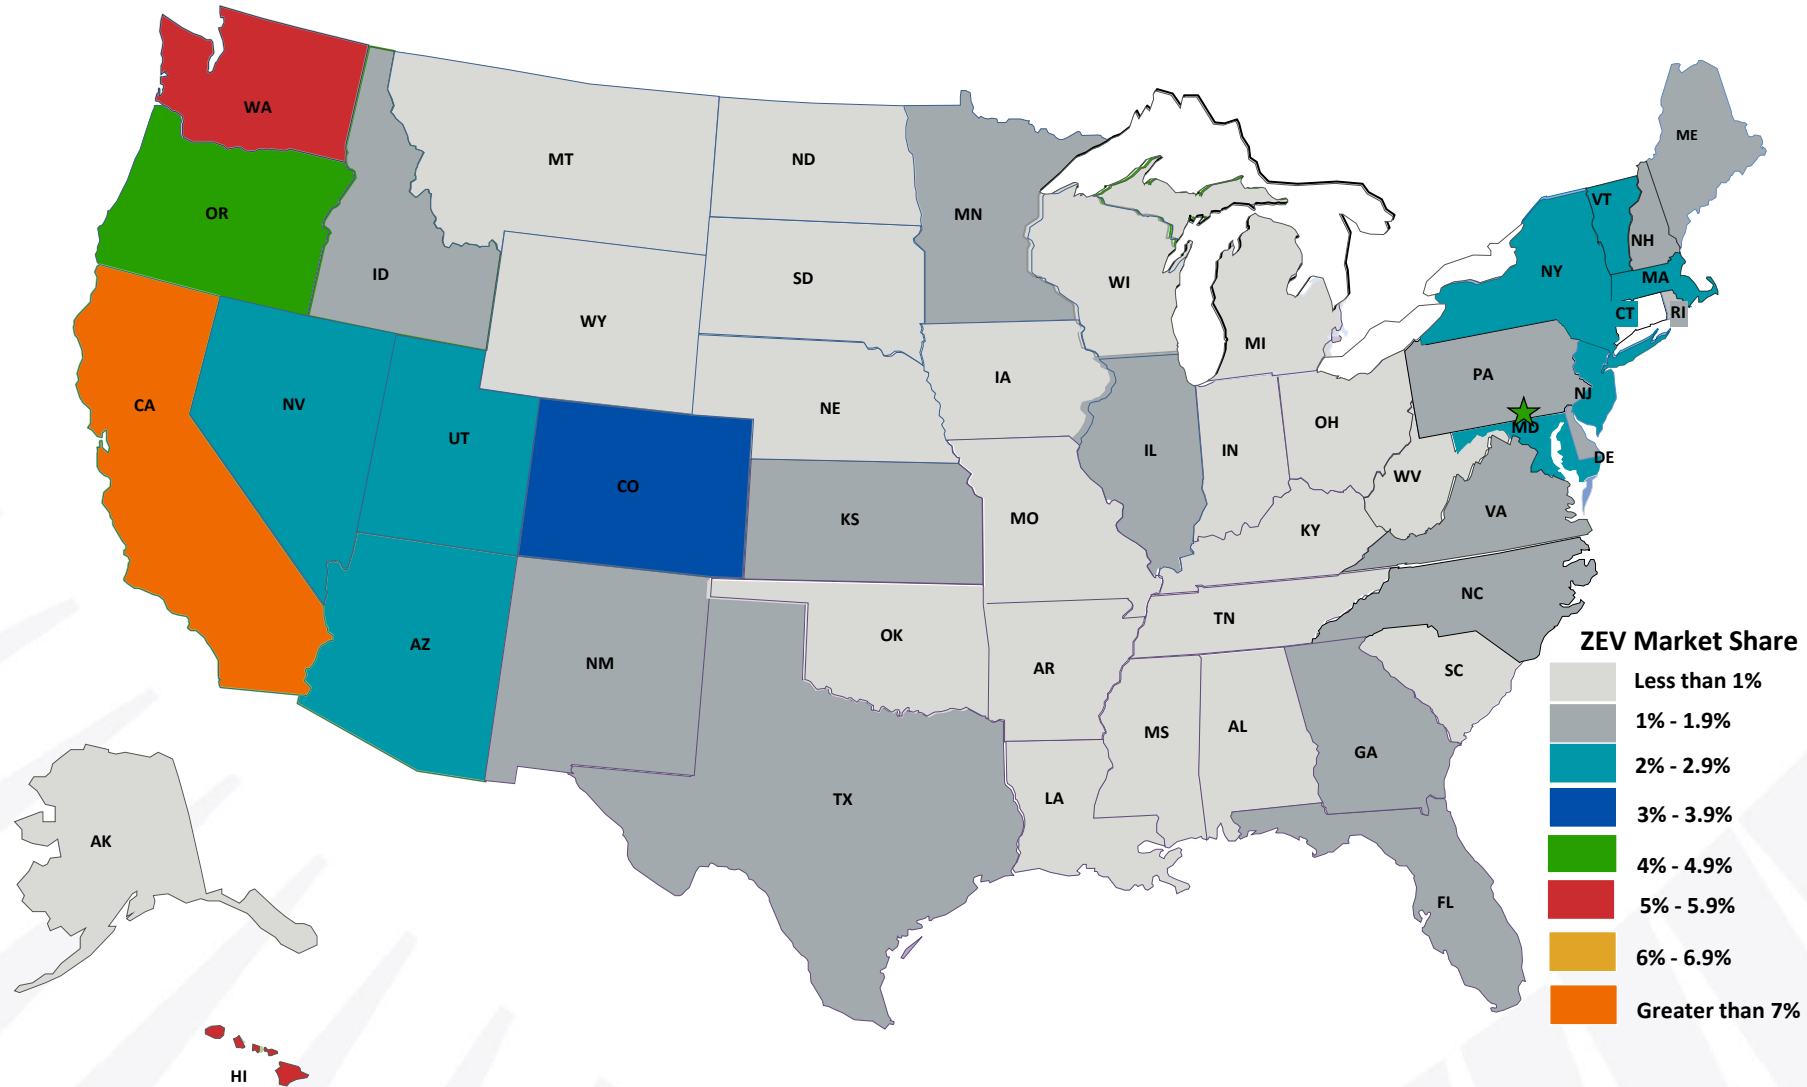 WA
MT
ND
MN
ME
OR
ID
SD
WI
VT
NH
NY
MA
CT
RI
WY
MI
IA
PA
NJ
CA
NV
UT
NE
OH
MD
CO
IL
IN
DE
WV
KS
MO
KY
VA
NC
TN
AZ
NM
OK
AR
SC
MS
AL
GA
TX
LA
AK
FL
HI
ZEV Market Share
Less than 1%
1% - 1.9%
2% - 2.9%
3% - 3.9%
4% - 4.9%
5% - 5.9%
6% - 6.9%
Greater than 7%